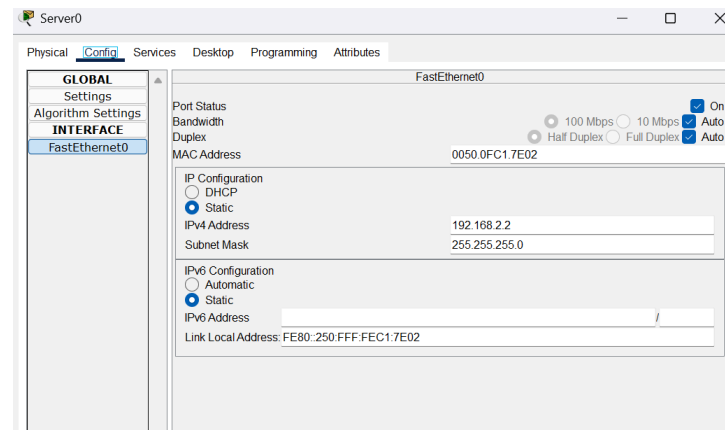 Server0
Physical Config Services Desktop Programming Attributes
GLOBAL
Settings
Algorithm Settings
INTERFACE
FastEthernet0
FastEthernet0
Port Status On
Bandwidth 100 Mbps 10 Mbps Auto
Duplex Half Duplex Full Duplex Auto
MAC Address 0050.0FC1.7E02
IP Configuration
DHCP
Static
IPv4 Address 192.168.2.2
Subnet Mask 255.255.255.0
IPv6 Configuration
Automatic
Static
IPv6 Address /
Link Local Address: FE80::250:FFF:FEC1:7E02